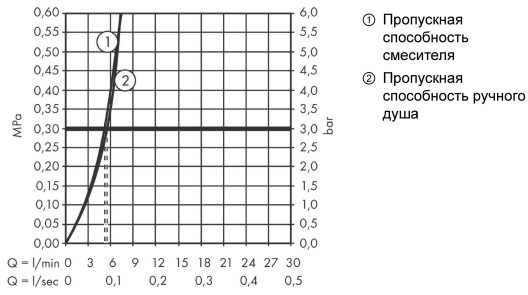 0,60
0,55
0,50
0,45
0,40
0,35
0,30
0,25
0,20
0,15
0,10
0,05
0,00
MPa
① 
②
6,0
5,5
5,0
4,5
4,0
3,5
3,0
2,5
2,0
1,5
1,0
0,5
0,0
bar
Q = l/min 0 3 6 9 12 15 18 21 24 27 30
Q = l/sec 0 0,1 0,2 0,3 0,4 0,5
① Пропускная
способность
смесителя
② Пропускная
способность ручного
душа